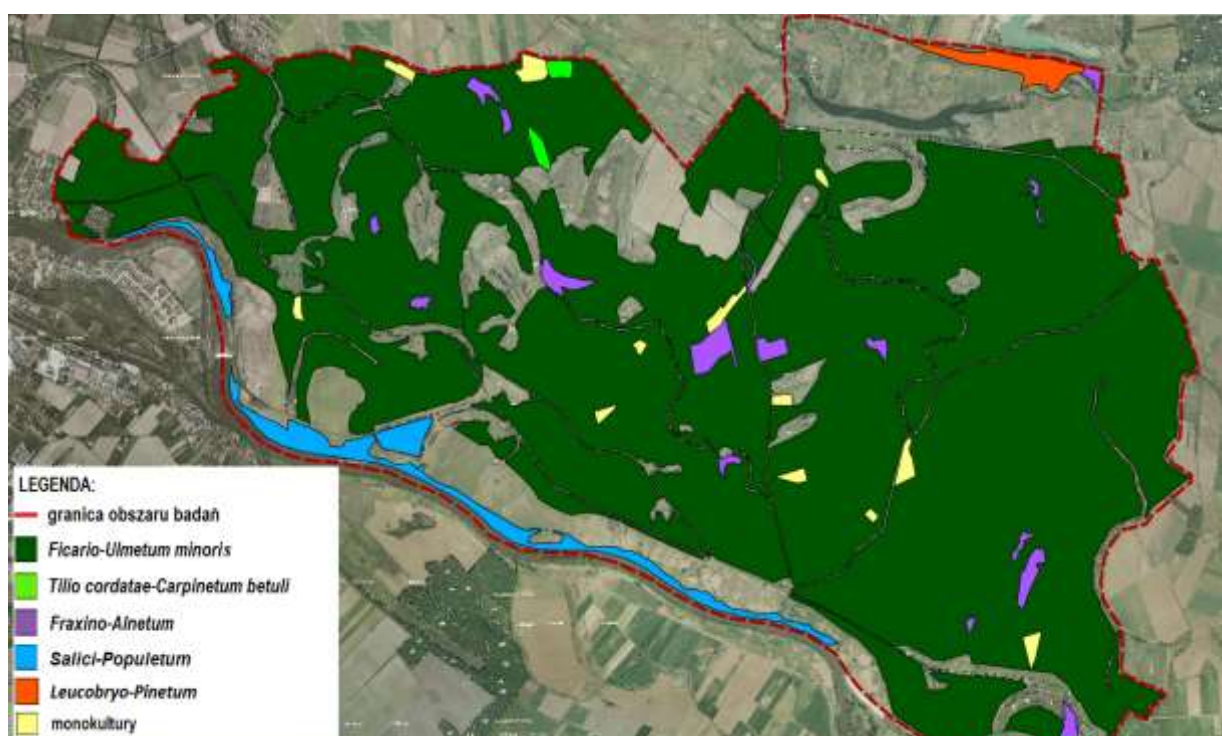 LEGENDA:
granica obszaru badań
Ficario-Ulmetum minoris
Tilio cordatae-Carpinetum betuli
Fraxino-Alnetum
Salici-Populetum
Leucobryo-Pinetum
monokultury